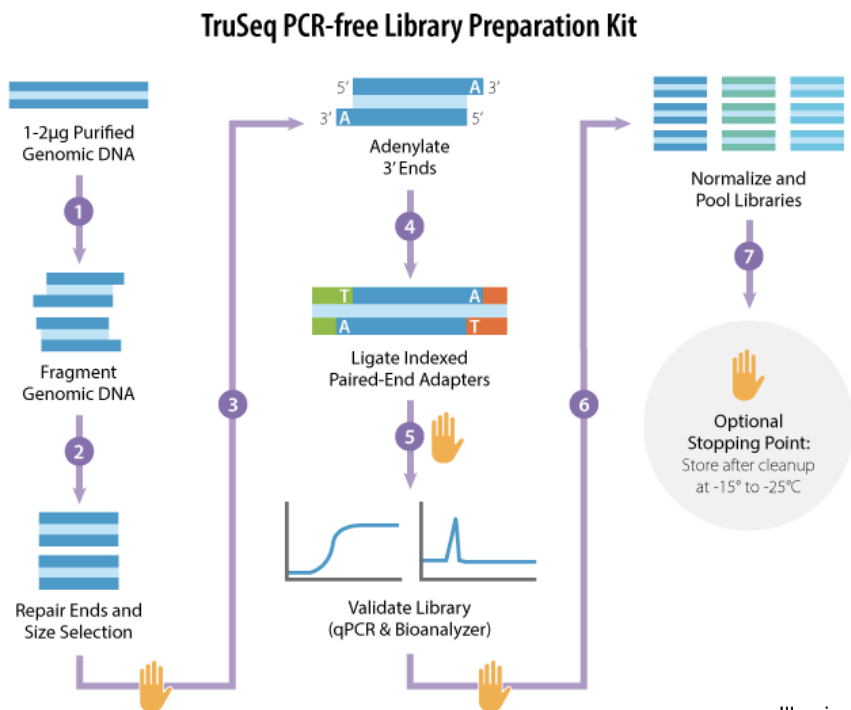 TruSeq PCR-free Library Preparation Kit
1-2µg Purified
Genomic DNA
1
Fragment
Genomic DNA
2
Repair Ends and
Size Selection
3
5’ A 3’
3’ A 5’
Adenylate
3’ Ends
4
T A
A T
Ligate Indexed
Paired-End Adapters
5
Validate Library
(qPCR & Bioanalyzer)
6
Normalize and
Pool Libraries
7
Optional
Stopping Point:
Store after cleanup
at -15° to -25°C